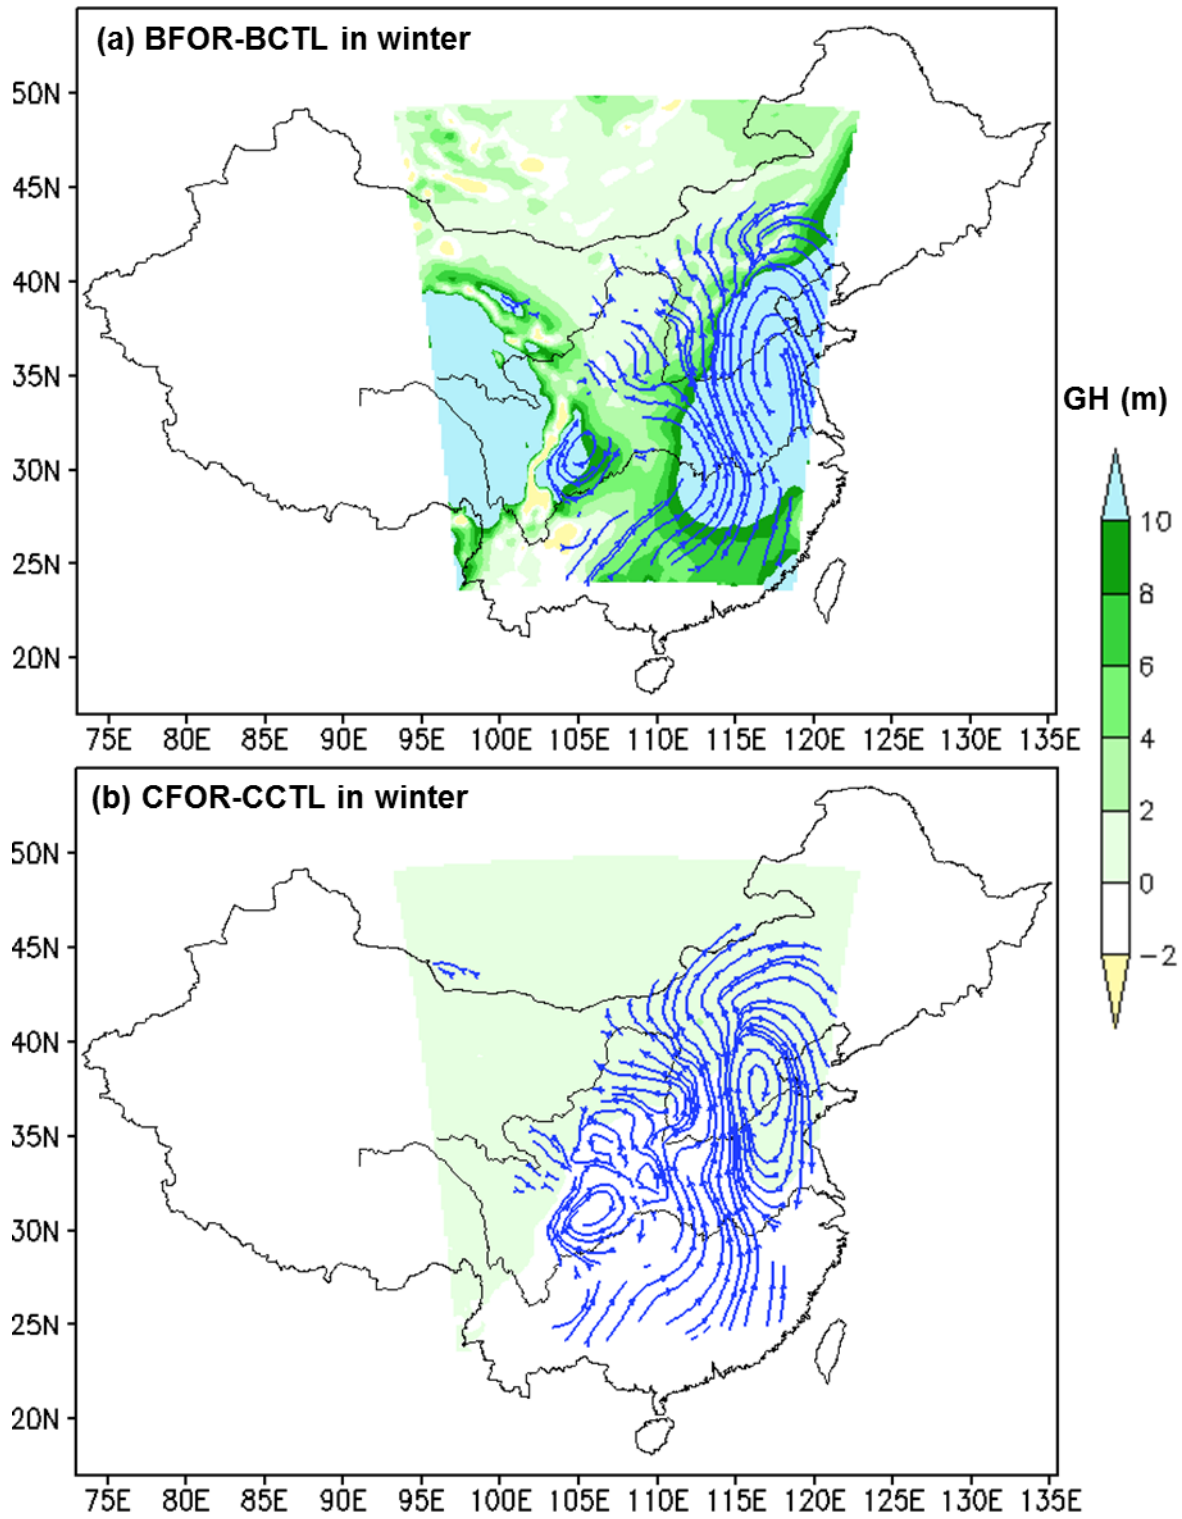 (a) BFOR-BCTL in winter
50N
45N
40N
35N
30N
25N
20N
75E 80E 85E 90E 95E 100E 105E 110E 115E 120E 125E 130E 135E
GH (m)
10
8
6
4
2
0
−2
(b) CFOR-CCTL in winter
50N
45N
40N
35N
30N
25N
20N
75E 80E 85E 90E 95E 100E 105E 110E 115E 120E 125E 130E 135E